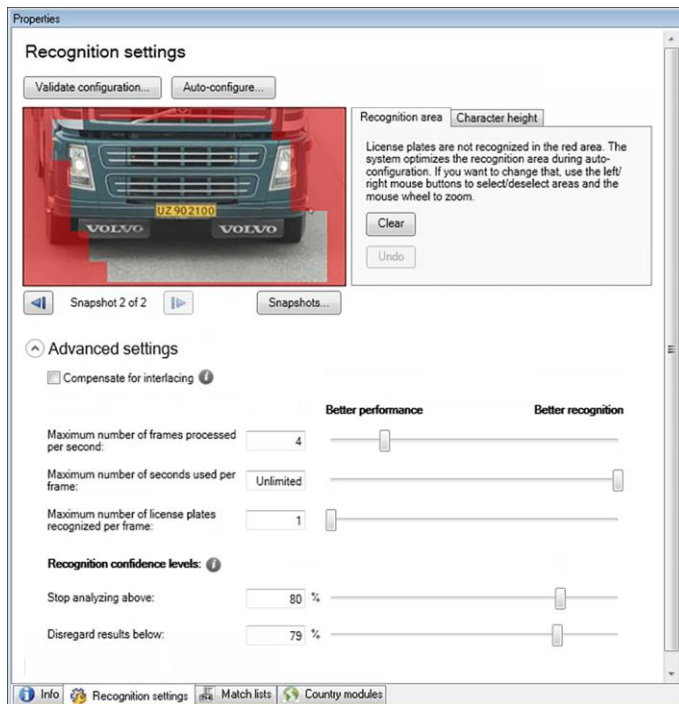 Properties
Recognition settings
Validate configuration...
Auto-configure...
UZ 902100
VOLVO VOLVO
Recognition area
Character height
License plates are not recognized in the red area. The
system optimizes the recognition area during auto-
configuration. If you want to change that, use the left/
right mouse buttons to select/deselect areas and the
mouse wheel to zoom.
Clear
Undo
Snapshot 2 of 2
Snapshots...
Advanced settings
Compensate for interlacing
Better performance Better recognition
Maximum number of frames processed
per second:
4
Maximum number of seconds used per
frame:
Unlimited
Maximum number of license plates
recognized per frame:
1
Recognition confidence levels:
Stop analyzing above: 80 %
Disregard results below: 79 %
Info Recognition settings Match lists Country modules